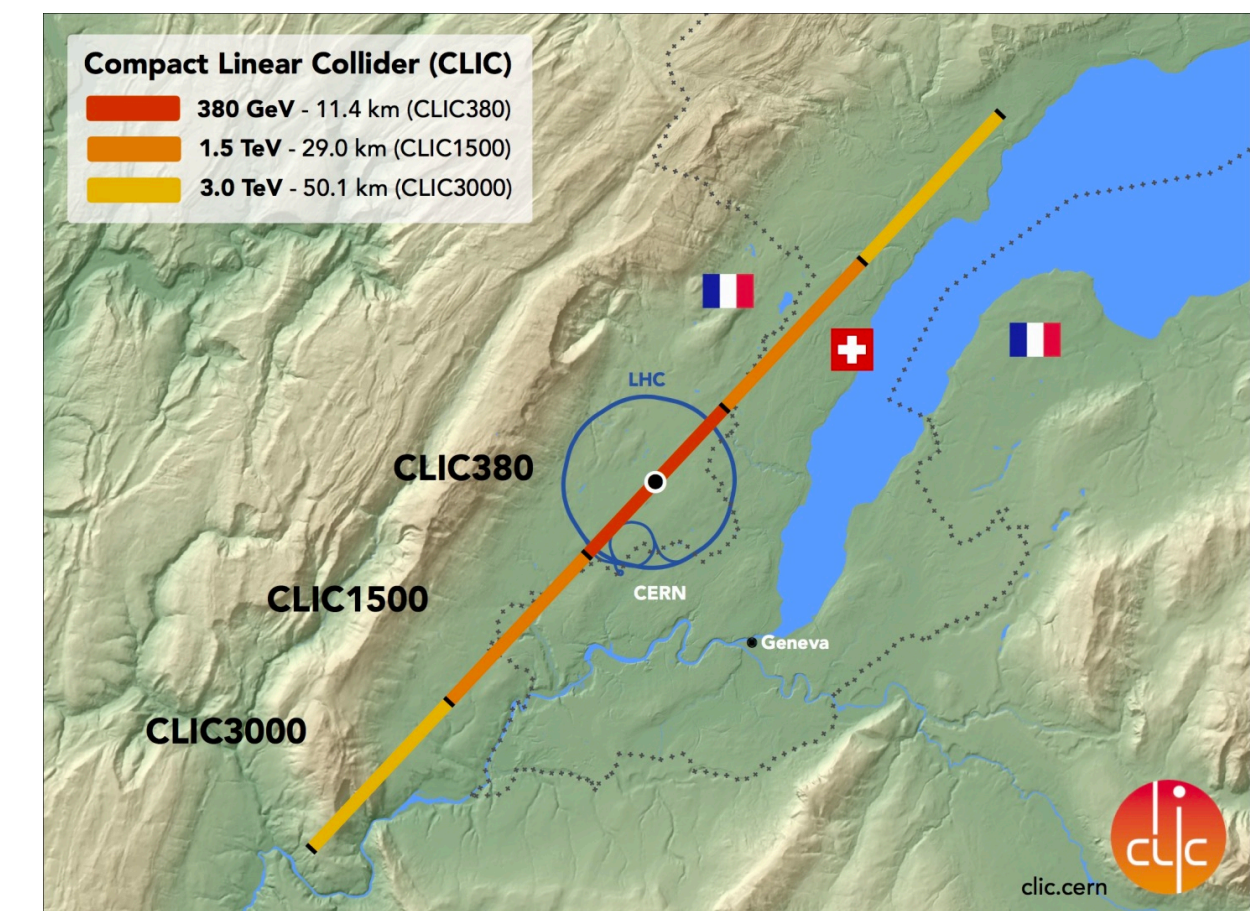 Compact Linear Collider (CLIC)
380 GeV - 11.4 km (CLIC380)
1.5 TeV - 29.0 km (CLIC1500)
3.0 TeV - 50.1 km (CLIC3000)
LHC
CLIC380
CLIC1500
CERN
Geneva
CLIC3000
clic
clic.cern